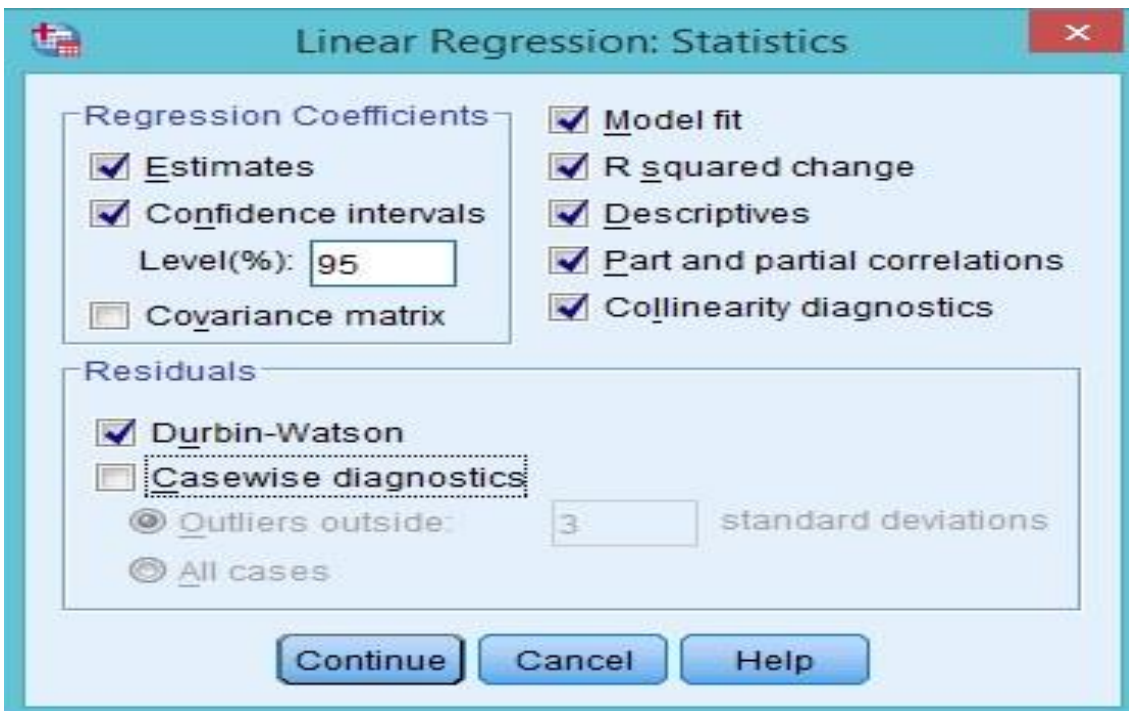 Linear Regression: Statistics
Regression Coefficients
Estimates
Confidence intervals
Level(%): 95
Covariance matrix
Model fit
R squared change
Descriptives
Part and partial correlations
Collinearity diagnostics
Residuals
Durbin-Watson
Casewise diagnostics
Outliers outside: 3 standard deviations
All cases
Continue Cancel Help